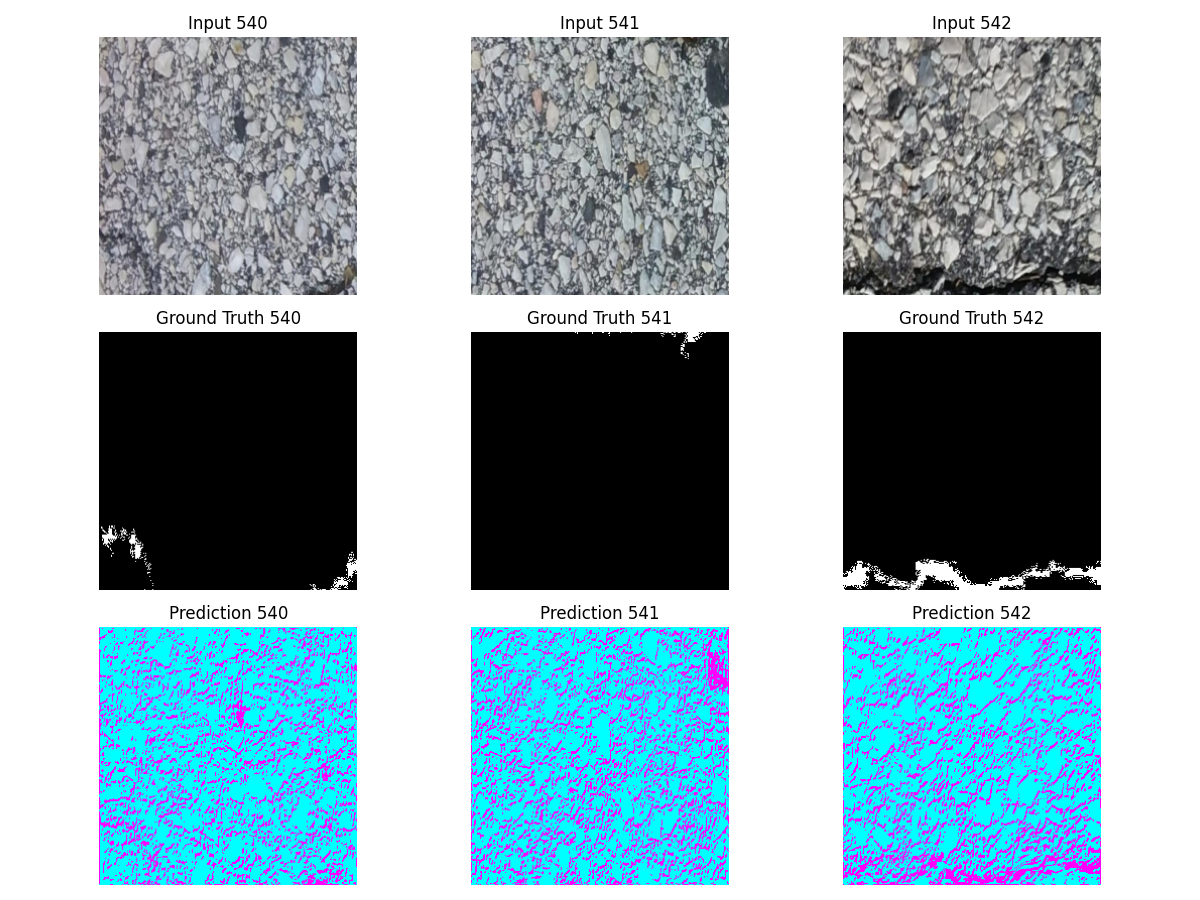 Input 540
Input 541
Input 542
Ground Truth 540
Ground Truth 541
Ground Truth 542
Prediction 540
Prediction 541
Prediction 542